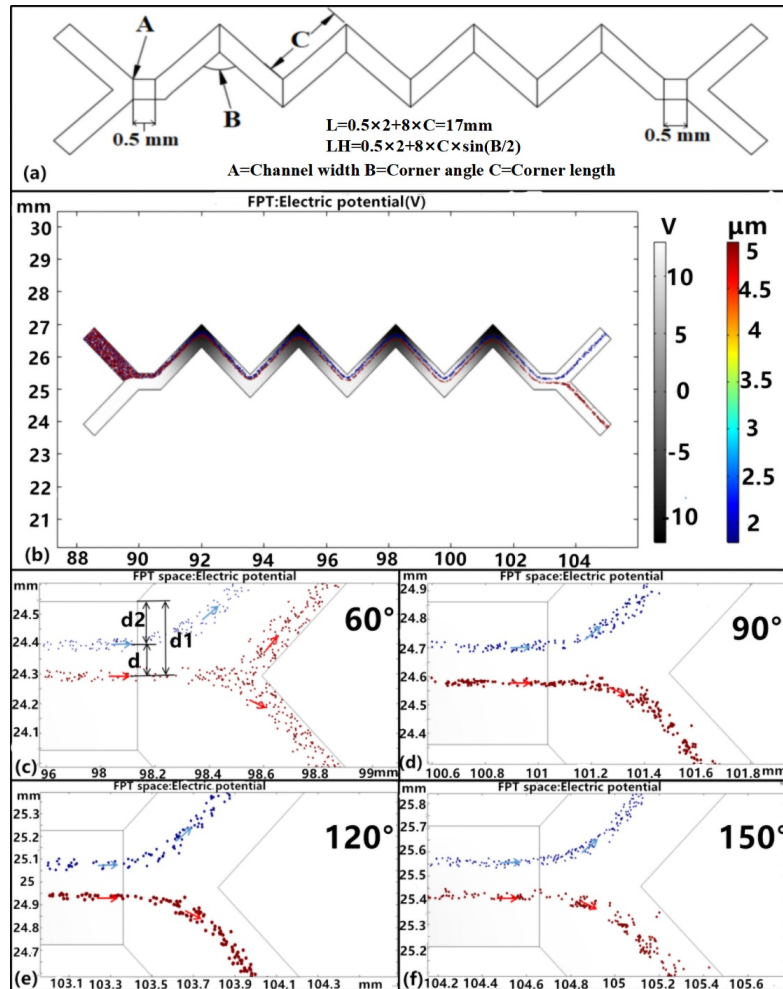 A
C
B
0.5 mm
0.5 mm
L=0.5×2+8×C=17mm
LH=0.5×2+8×C×sin(B/2)
A=Channel width B=Corner angle C=Corner length
(a)
mm
FPT:Electric potential(V)
30
29
28
27
26
25
24
23
22
21
(b)
88 90 92 94 96 98 100 102 104
V
10
5
0
-5
-10
μm
5
4.5
4
3.5
3
2.5
2
mm
FPT space:Electric potential
24.5
24.4
24.3
24.2
24.1
d2
d1
d
60°
(c)
96 98 98.2 98.4 98.6 98.8 99mm
FPT space:Electric potential
24.9
24.8
24.7
24.6
24.5
24.4
90°
(d)
100.6 100.8 101 101.2 101.4 101.6 101.8
mm
mm
FPT space:Electric potential
25.3
25.2
25.1
25
24.9
24.8
24.7
120°
(e)
103.1 103.3 103.5 103.7 103.9 104.1 104.3 mm
FPT space:Electric potential
25.8
25.7
25.6
25.5
25.4
25.3
25.2
150°
(f)
104.2 104.4 104.6 104.8 105 105.2 105.4 105.6 mm